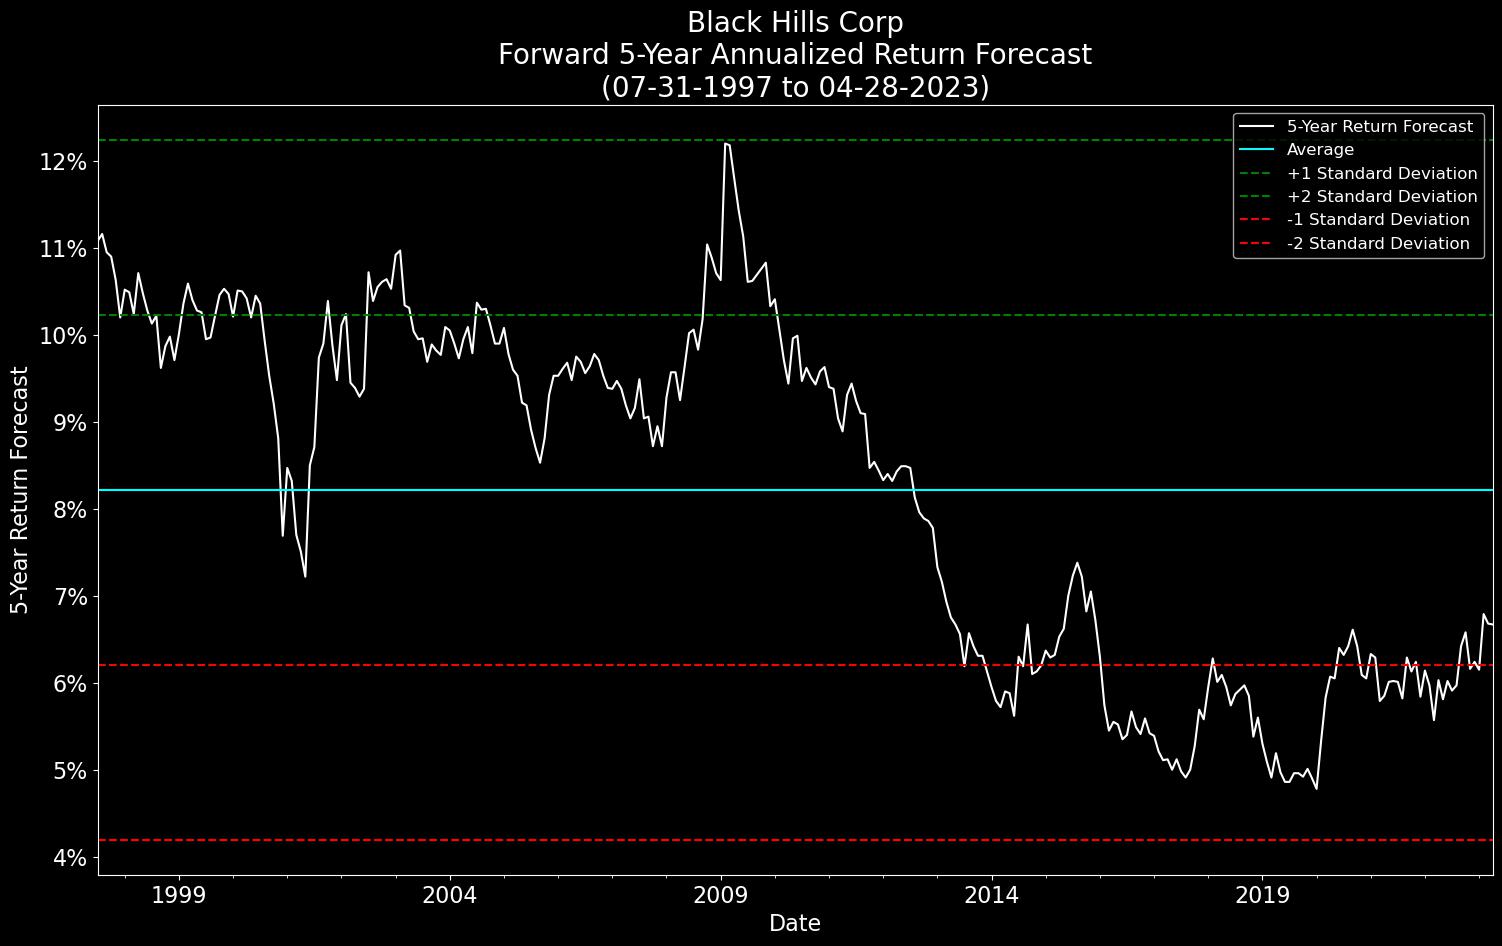 Black Hills Corp
Forward 5-Year Annualized Return Forecast
(07-31-1997 to 04-28-2023)
5-Year Return Forecast
12%
11%
10%
9%
8%
7%
6%
5%
4%
5-Year Return Forecast
Average
+1 Standard Deviation
+2 Standard Deviation
-1 Standard Deviation
-2 Standard Deviation
1999
2004
2009
2014
2019
Date